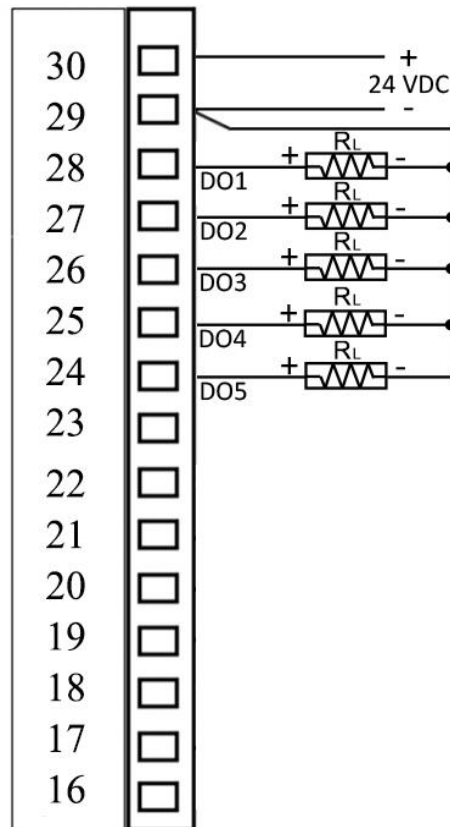 30 +
24 VDC
29 -
28 DO1 + RL -
27 DO2 + RL -
26 DO3 + RL -
25 DO4 + RL -
24 DO5 + RL -
23
22
21
20
19
18
17
16